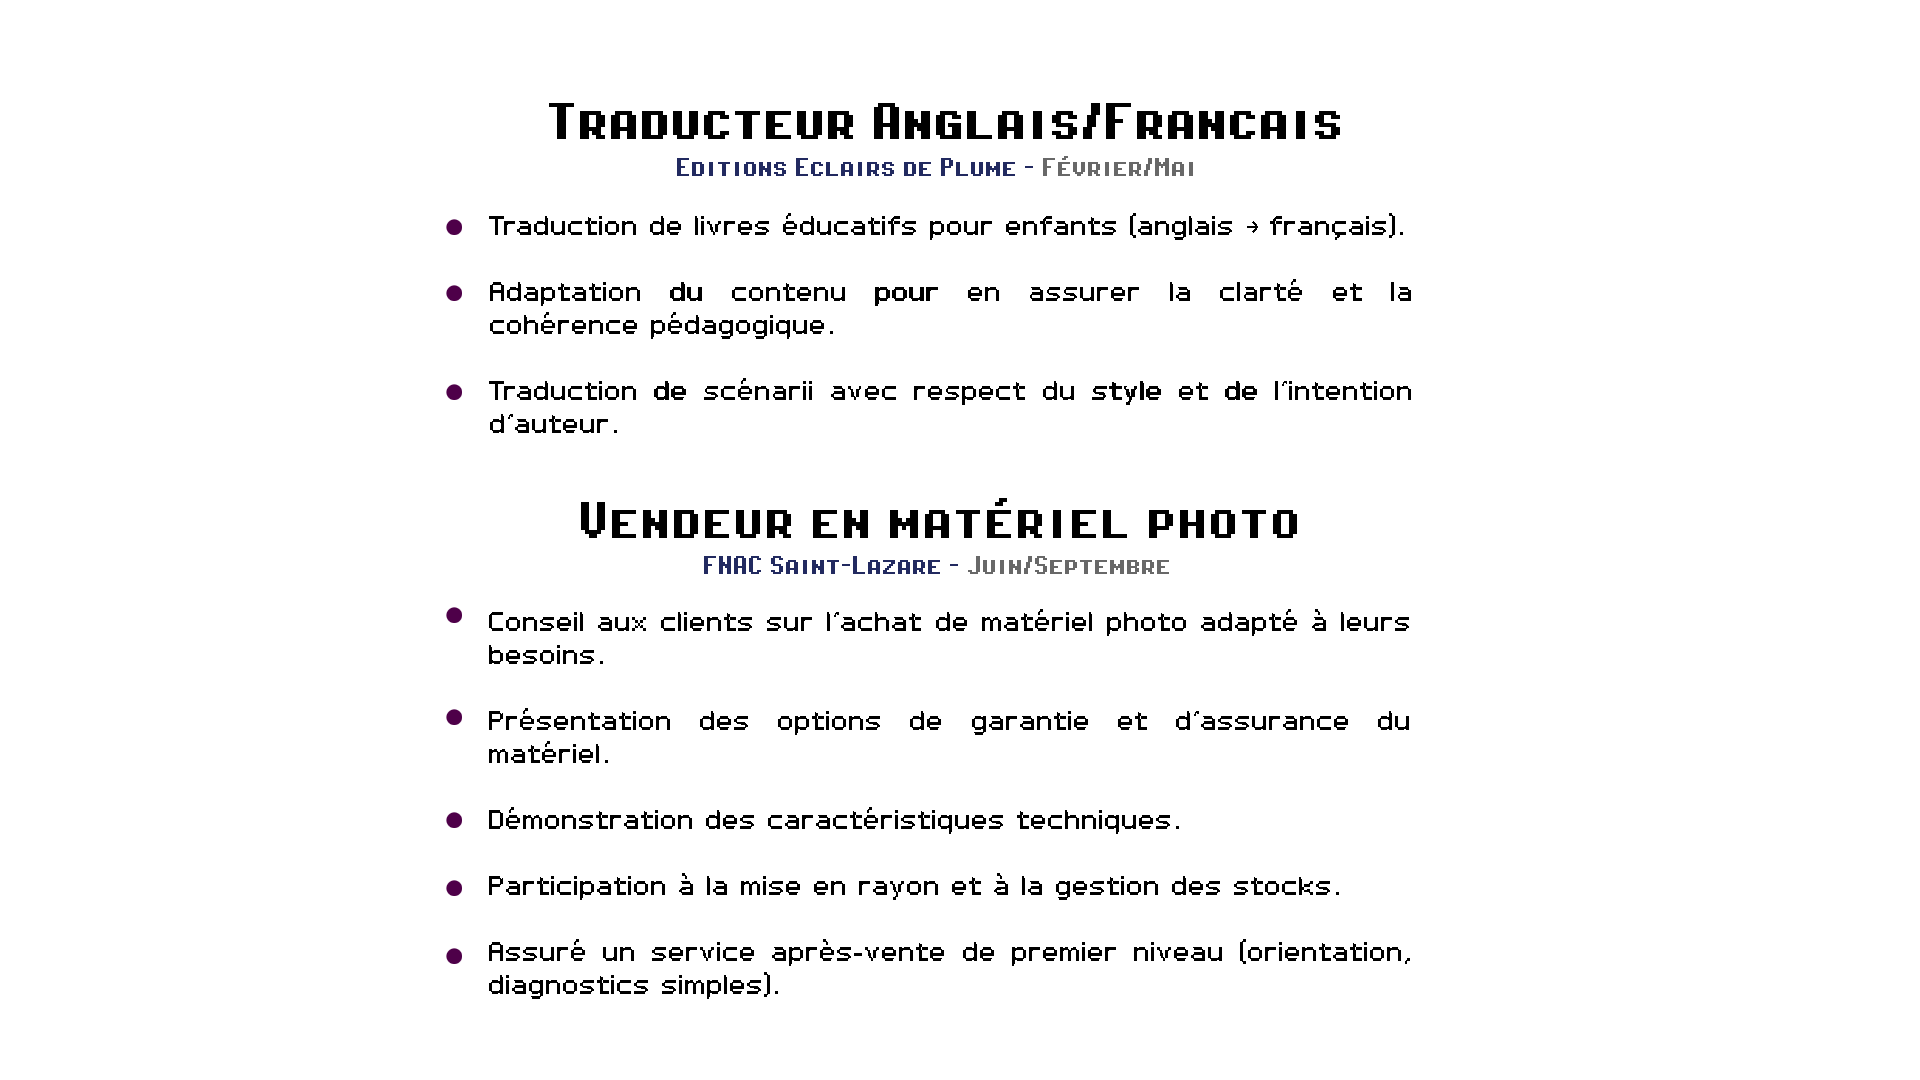 Traducteur Anglais/Francais
Editions Eclairs de Plume - Février/Mai
Traduction de livres éducatifs pour enfants (anglais → français).
Adaptation du contenu pour en assurer la clarté et la
cohérence pédagogique.
Traduction de scénarii avec respect du style et de l'intention
d'auteur.
Vendeur en matériel photo
FNAC Saint-Lazare - Juin/Septembre
Conseil aux clients sur l'achat de matériel photo adapté à leurs
besoins.
Présentation des options de garantie et d'assurance du
matériel.
Démonstration des caractéristiques techniques.
Participation à la mise en rayon et à la gestion des stocks.
Assuré un service après-vente de premier niveau (orientation,
diagnostics simples).